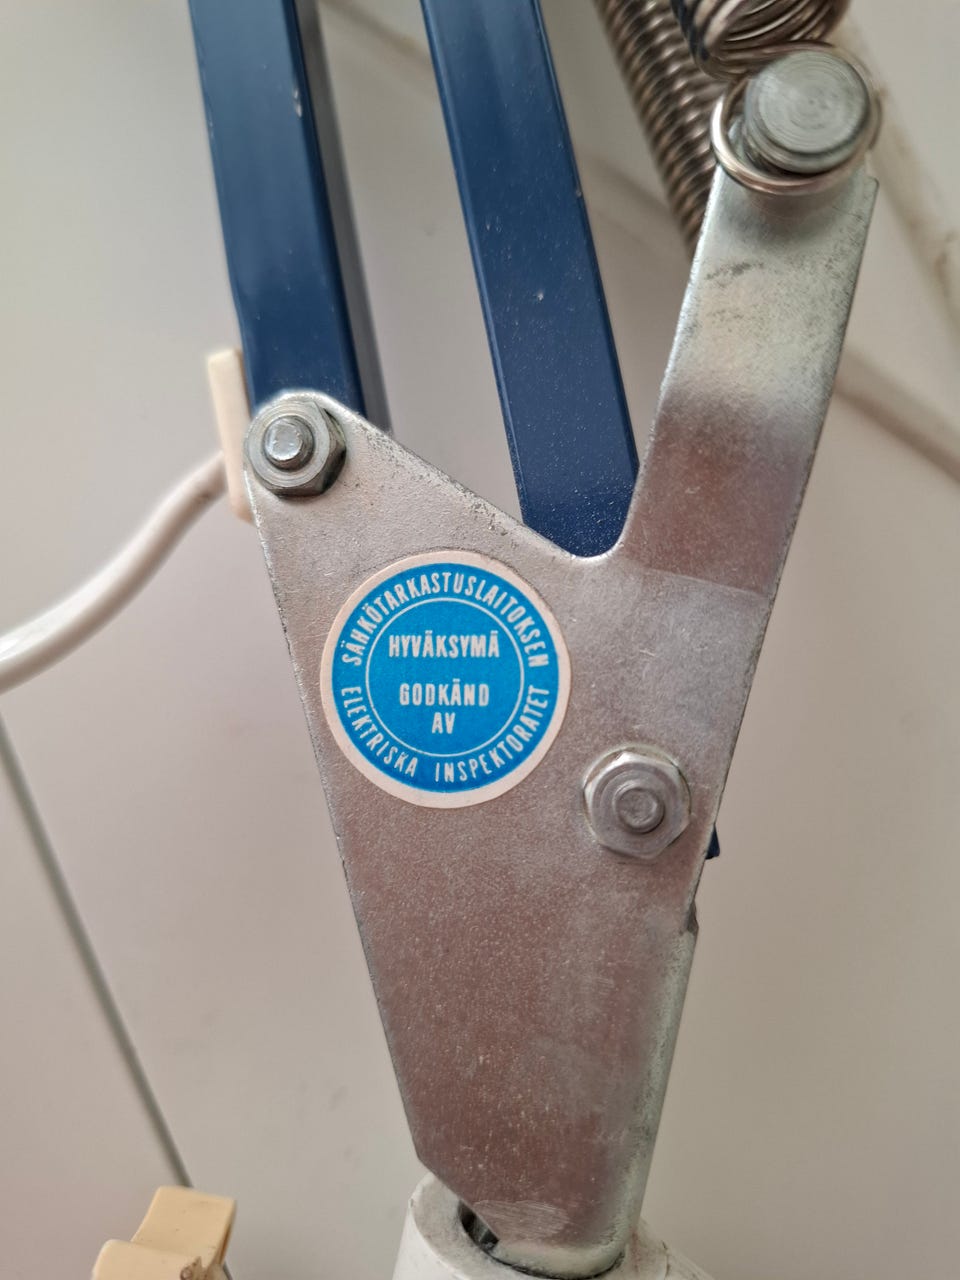 SÄHKÖTARKASTUSLAITOKSEN
HYVÄKSYMÄ
GODKÄND
AV
ELEKTRISKA INSPEKTORATET